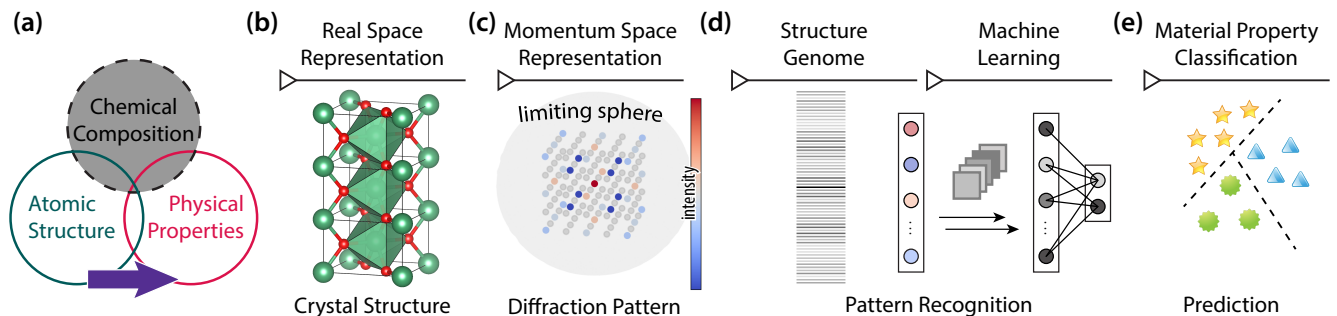 (a)
Chemical
Composition
Atomic
Structure
Physical
Properties
(b)
Real Space
Representation
Crystal Structure
(c)
Momentum Space
Representation
limiting sphere
intensity
Diffraction Pattern
(d)
Structure
Genome
Machine
Learning
Pattern Recognition
(e)
Material Property
Classification
Prediction